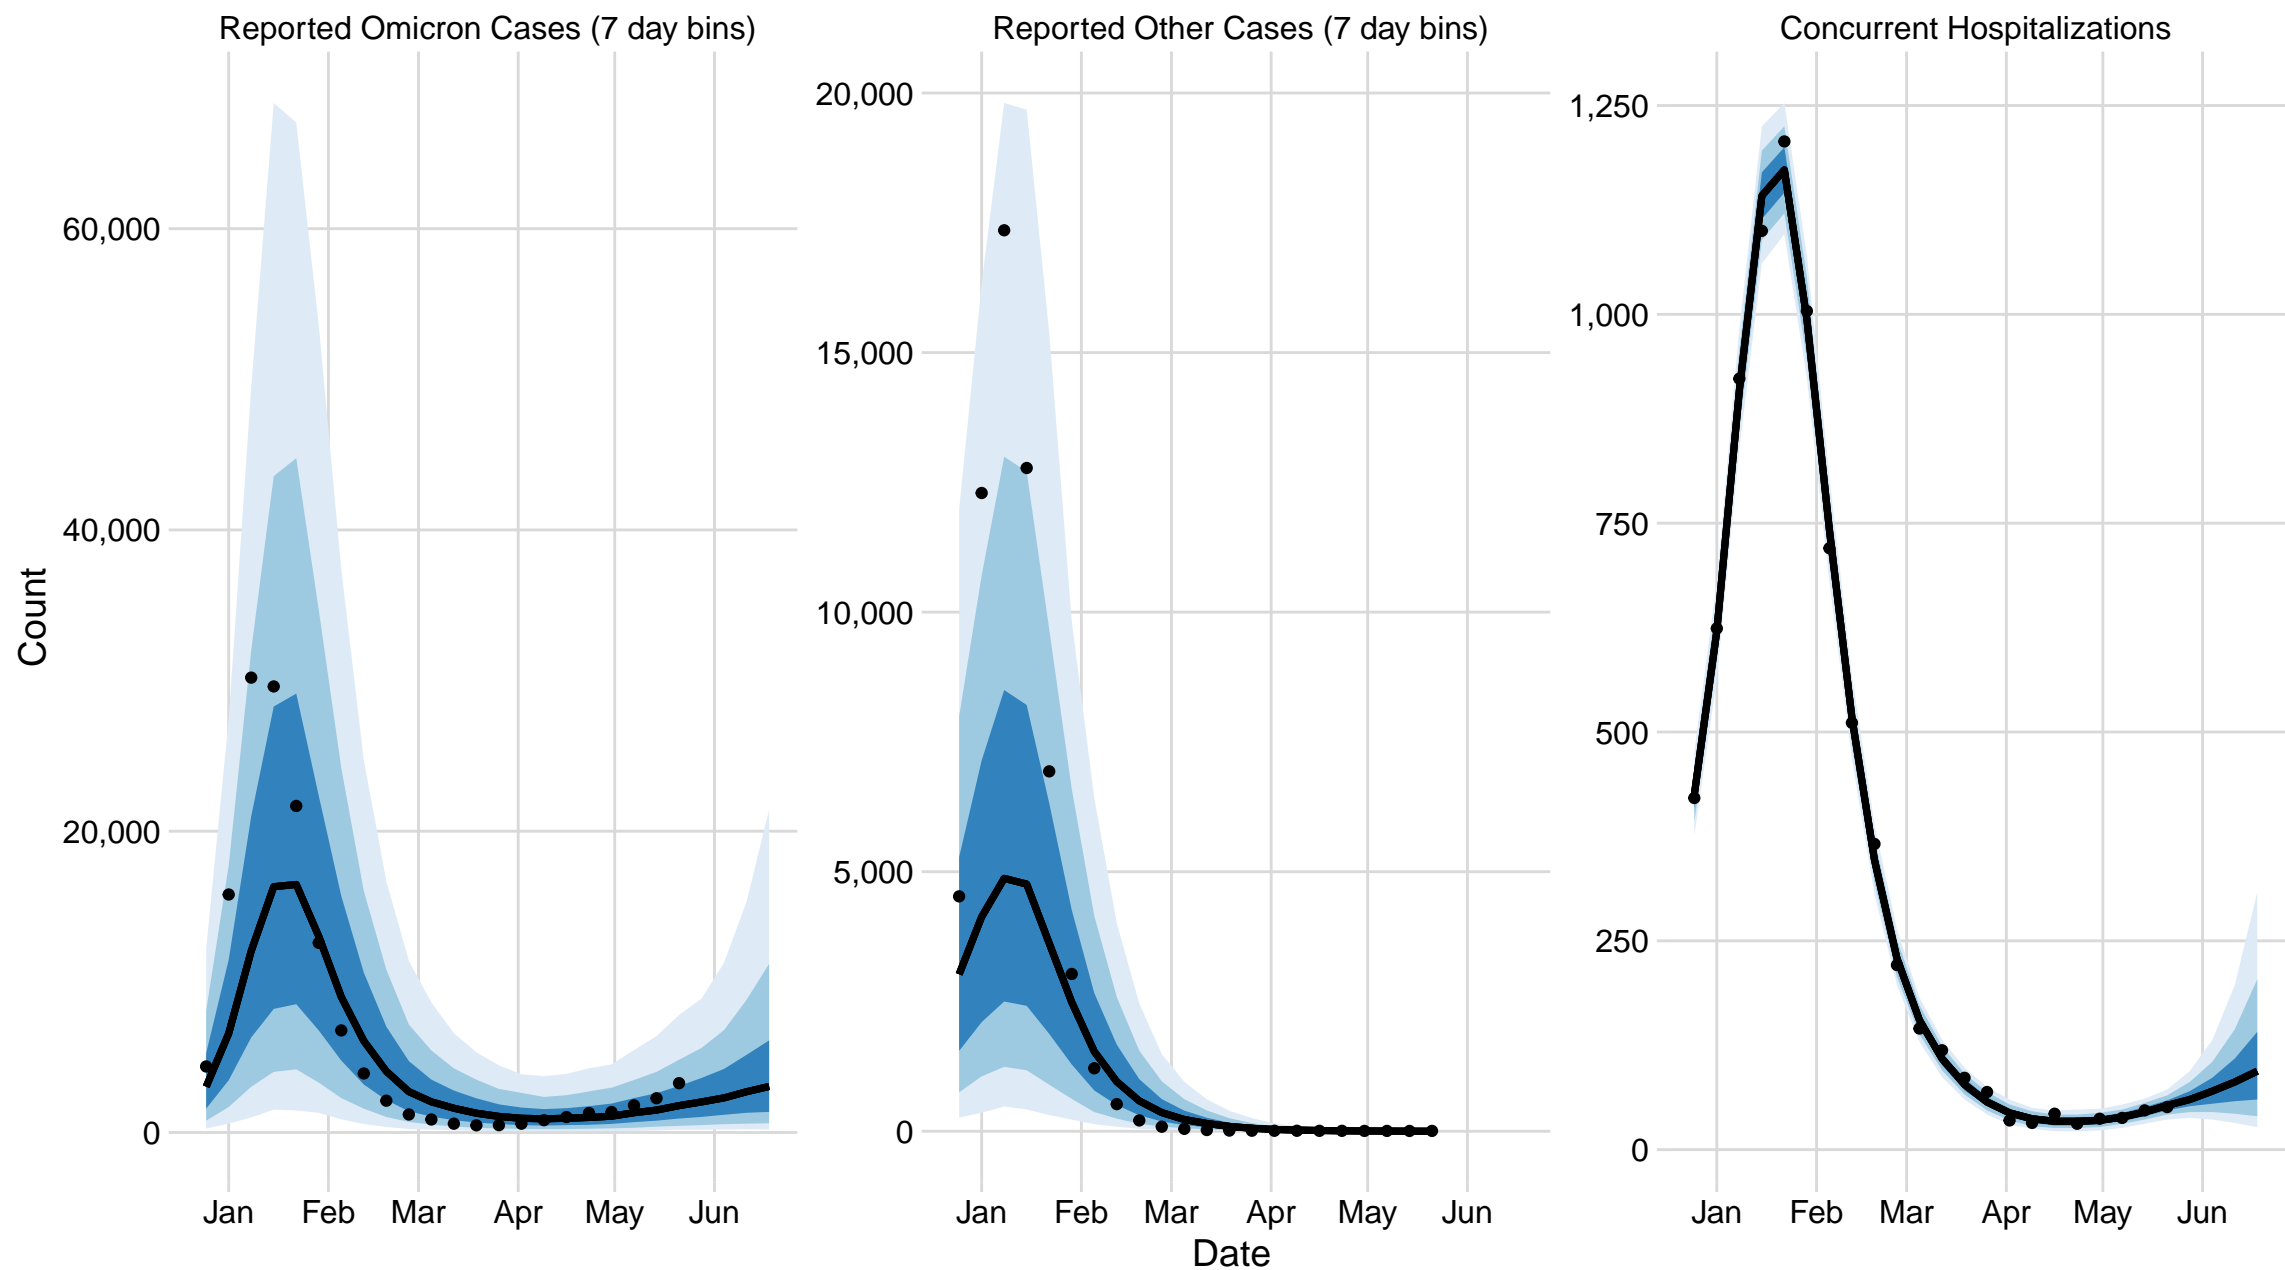 Reported Omicron Cases (7 day bins)
Reported Other Cases (7 day bins)
Concurrent Hospitalizations
Count
60,000
40,000
20,000
0
Jan Feb Mar Apr May Jun
20,000
15,000
10,000
5,000
0
Jan Feb Mar Apr May Jun
1,250
1,000
750
500
250
0
Jan Feb Mar Apr May Jun
Date